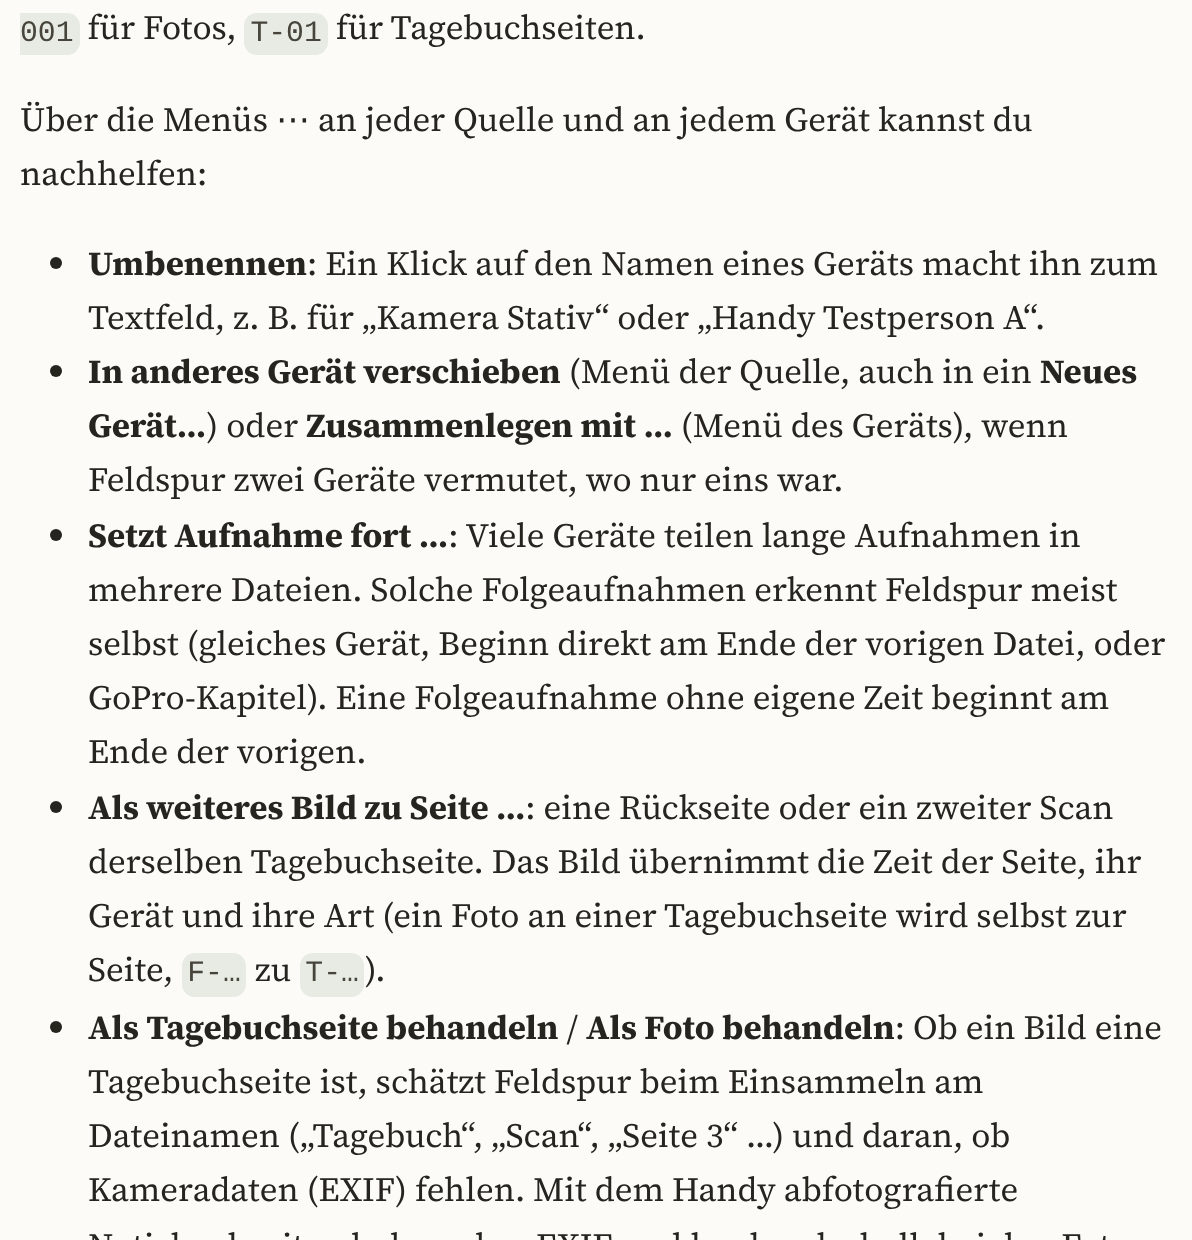 001 für Fotos, T-01 für Tagebuchseiten.
Über die Menüs ⋯ an jeder Quelle und an jedem Gerät kannst du
nachhelfen:
• Umbenennen: Ein Klick auf den Namen eines Geräts macht ihn zum
Textfeld, z. B. für „Kamera Stativ“ oder „Handy Testperson A“.
• In anderes Gerät verschieben (Menü der Quelle, auch in ein Neues
Gerät…) oder Zusammenlegen mit … (Menü des Geräts), wenn
Feldspur zwei Geräte vermutet, wo nur eins war.
• Setzt Aufnahme fort …: Viele Geräte teilen lange Aufnahmen in
mehrere Dateien. Solche Folgeaufnahmen erkennt Feldspur meist
selbst (gleiches Gerät, Beginn direkt am Ende der vorigen Datei, oder
GoPro-Kapitel). Eine Folgeaufnahme ohne eigene Zeit beginnt am
Ende der vorigen.
• Als weiteres Bild zu Seite …: eine Rückseite oder ein zweiter Scan
derselben Tagebuchseite. Das Bild übernimmt die Zeit der Seite, ihr
Gerät und ihre Art (ein Foto an einer Tagebuchseite wird selbst zur
Seite, F-… zu T-…).
• Als Tagebuchseite behandeln / Als Foto behandeln: Ob ein Bild eine
Tagebuchseite ist, schätzt Feldspur beim Einsammeln am
Dateinamen („Tagebuch“, „Scan“, „Seite 3“ …) und daran, ob
Kameradaten (EXIF) fehlen. Mit dem Handy abfotografierte